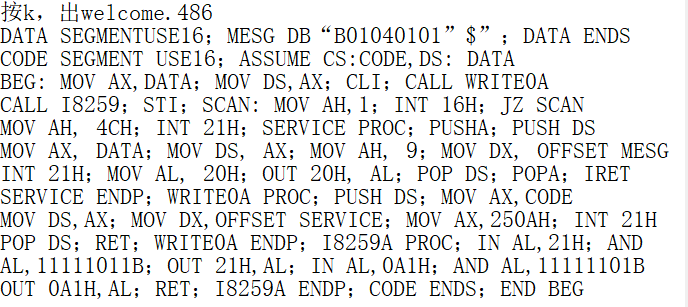 按k，出welcome.486
DATA SEGMENTUSE16；MESG DB“B01040101”$”；DATA ENDS
CODE SEGMENT USE16；ASSUME CS:CODE,DS: DATA
BEG: MOV AX,DATA；MOV DS,AX；CLI；CALL WRITE0A
CALL I8259；STI；SCAN: MOV AH,1；INT 16H；JZ SCAN
MOV AH, 4CH；INT 21H；SERVICE PROC；PUSHA；PUSH DS
MOV AX, DATA；MOV DS, AX；MOV AH, 9；MOV DX, OFFSET MESG
INT 21H；MOV AL, 20H；OUT 20H, AL；POP DS；POPA；IRET
SERVICE ENDP；WRITE0A PROC；PUSH DS；MOV AX,CODE
MOV DS,AX；MOV DX,OFFSET SERVICE；MOV AX,250AH；INT 21H
POP DS；RET；WRITE0A ENDP；I8259A PROC；IN AL,21H；AND
AL,11111011B；OUT 21H,AL；IN AL,0A1H；AND AL,11111101B
OUT 0A1H,AL；RET；I8259A ENDP；CODE ENDS；END BEG